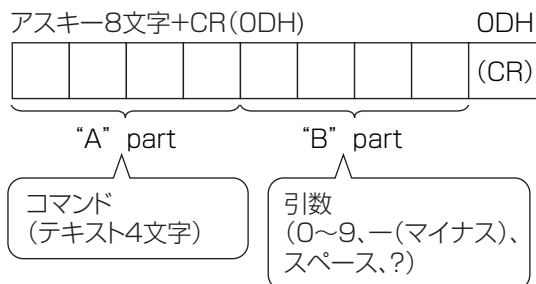 アスキー8文字+CR(0DH)
0DH
(CR)
“A” part
“B” part
コマンド
(テキスト4文字)
引数
(0〜9、ー(マイナス)、
スペース、?)